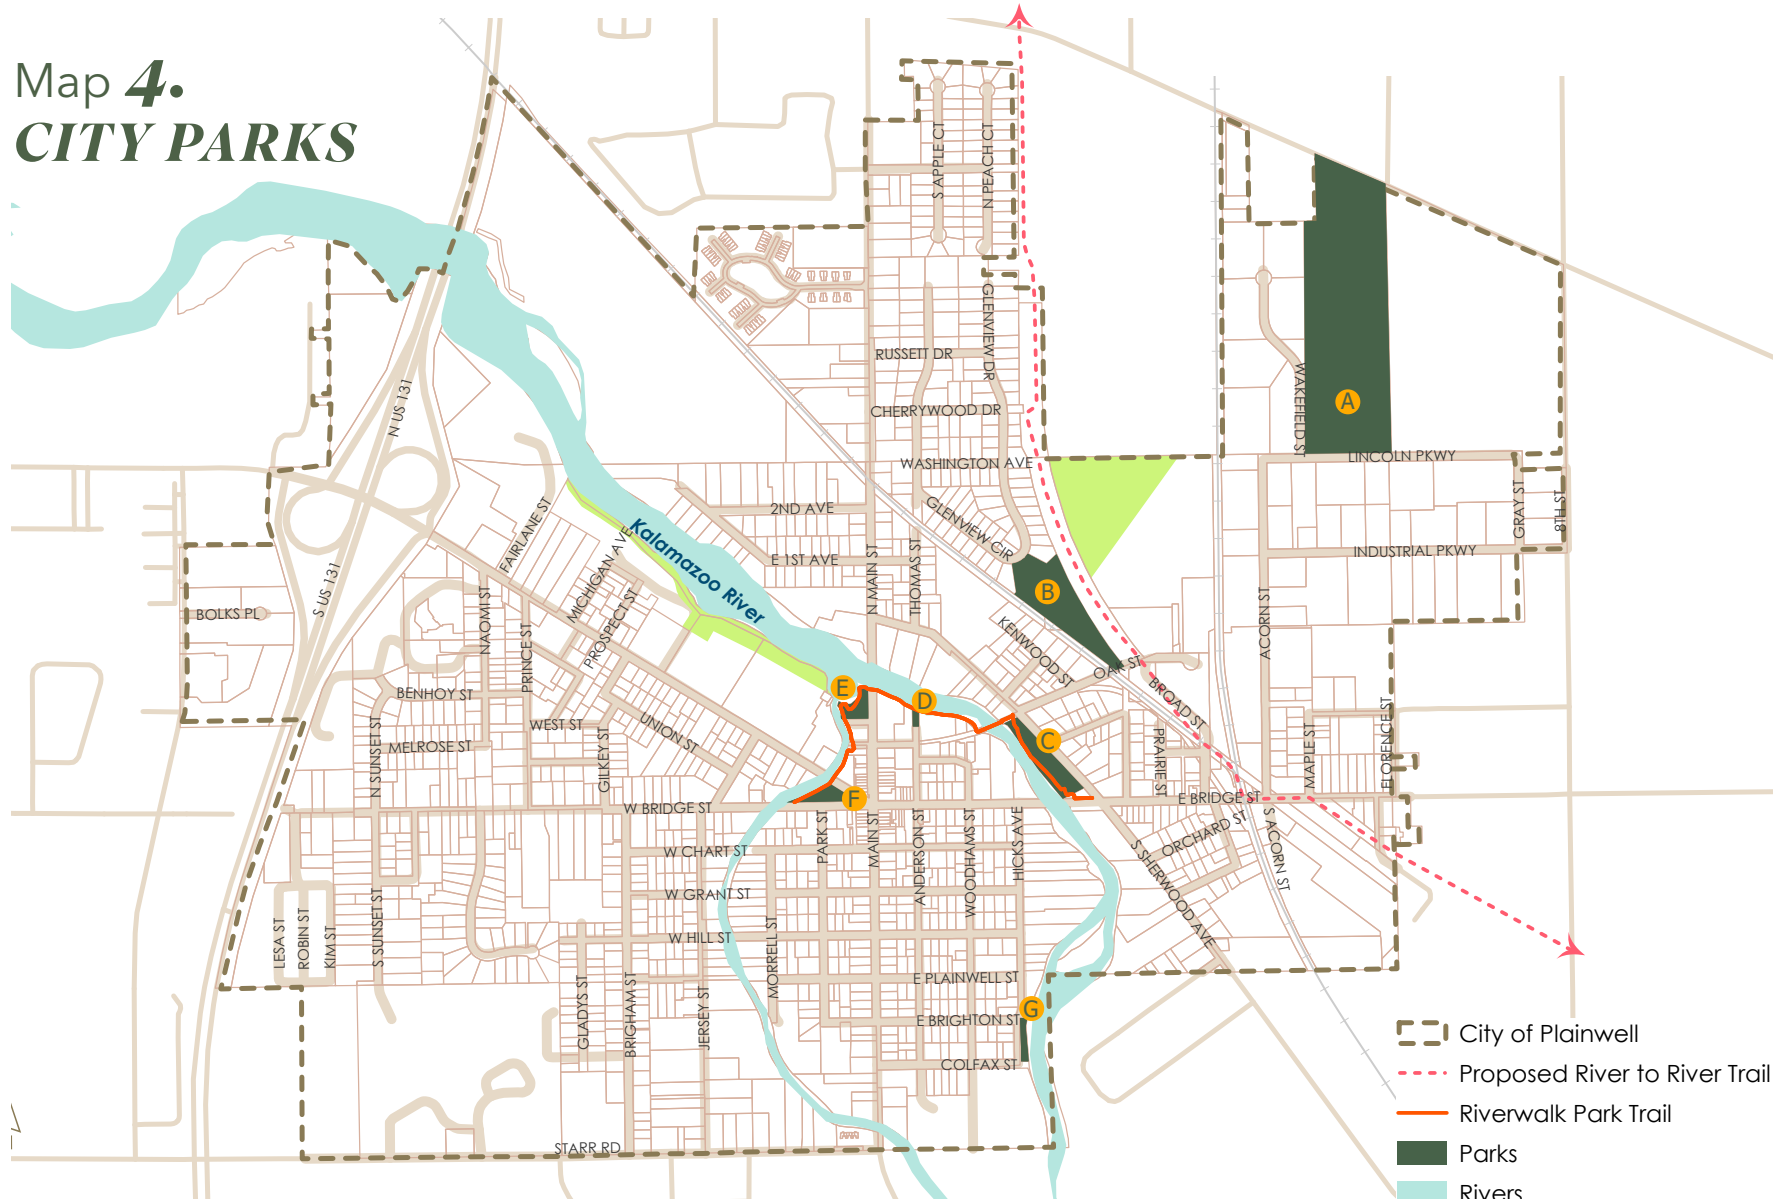 Map 4.
CITY PARKS
S APPLE CT
N PEACH CT
GLENVIEW DR
RUSSETT DR
CHERRYWOOD DR
WASHINGTON AVE
GLENVIEW CIR
N US 131
S US 131
WAKEFIELD ST
A
LINCOLN PKWY
GRAY ST
8TH ST
INDUSTRIAL PKWY
2ND AVE
E 1ST AVE
N MAIN ST
THOMAS ST
FAIRLANE ST
MICHIGAN AVE
PROSPECT ST
Kalamazoo River
B
KENWOOD ST
OAK ST
BROAD ST
ACORN ST
BOLKS PL
NAOMI ST
PRINCE ST
BENHOY ST
N SUNSET ST
MELROSE ST
WEST ST
GILKEY ST
UNION ST
E
D
C
PRAIRIE ST
MAPLE ST
FLORENCE ST
F
W BRIDGE ST
E BRIDGE ST
ORCHARD ST
S ACORN ST
S SHERWOOD AVE
PARK ST
MAIN ST
ANDERSON ST
WOODHAMS ST
HICKS AVE
W CHART ST
W GRANT ST
W HILL ST
MORRELL ST
LESA ST
ROBIN ST
KIM ST
S SUNSET ST
GLADYS ST
BRIGHAM ST
JERSEY ST
E PLAINWELL ST
G
E BRIGHTON ST
COLFAX ST
STARR RD
City of Plainwell
Proposed River to River Trail
Riverwalk Park Trail
Parks
Rivers